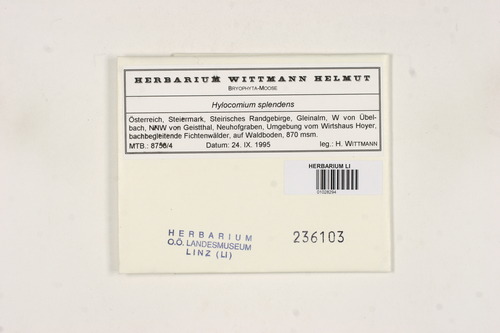 HERBARIUM WITTMANN HELMUT
BRYOPHYTA-MOOSE
Hylocomium splendens
Österreich, Steiermark, Steirisches Randgebirge, Gleinalm, W von Übel-
bach, NNW von Geistthal, Neuhofgraben, Umgebung vom Wirtshaus Hoyer,
bachbegleitende Fichtenwälder, auf Waldboden, 870 msm.
MTB.: 8756/4 Datum: 24. IX. 1995 leg.: H. WITTMANN
HERBARIUM LI
01028294
HERBARIUM
O.Ö. LANDESMUSEUM
LINZ (LI)
236103